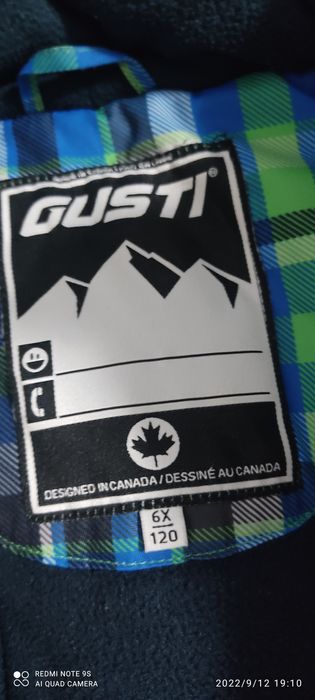 GUSTI®
DESIGNED IN CANADA / DESSINÉ AU CANADA
6X
120
REDMI NOTE 9S
AI QUAD CAMERA
2022/9/12 19:10